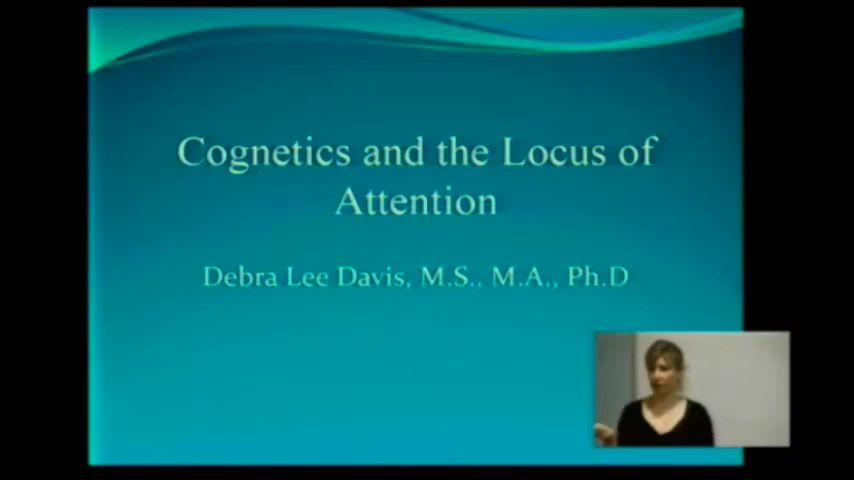 Cognetics and the Locus of
Attention
Debra Lee Davis, M.S., M.A., Ph.D